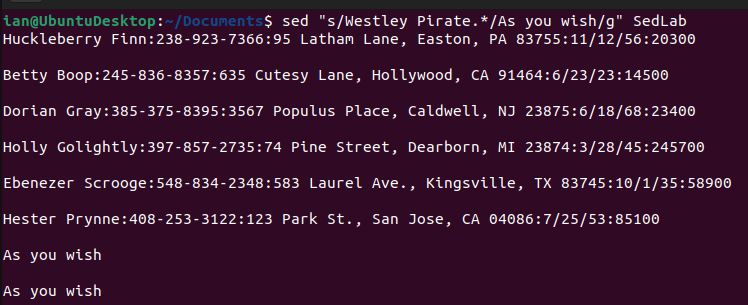 ian@UbuntuDesktop:~/Documents$ sed "s/Westley Pirate.*/As you wish/g" SedLab
Huckleberry Finn:238-923-7366:95 Latham Lane, Easton, PA 83755:11/12/56:20300
Betty Boop:245-836-8357:635 Cutesy Lane, Hollywood, CA 91464:6/23/23:14500
Dorian Gray:385-375-8395:3567 Populus Place, Caldwell, NJ 23875:6/18/68:23400
Holly Golightly:397-857-2735:74 Pine Street, Dearborn, MI 23874:3/28/45:245700
Ebenezer Scrooge:548-834-2348:583 Laurel Ave., Kingsville, TX 83745:10/1/35:58900
Hester Prynne:408-253-3122:123 Park St., San Jose, CA 04086:7/25/53:85100
As you wish
As you wish